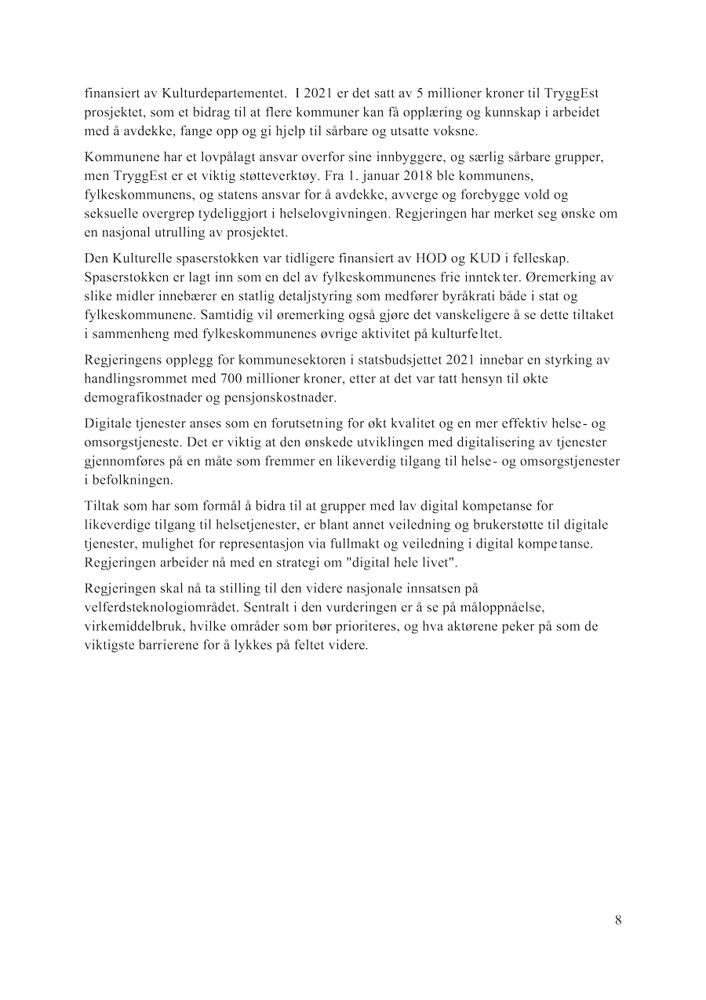 finansiert av Kulturdepartementet.  I 2021 er det satt av 5 millioner kroner til TryggEst
prosjektet, som et bidrag til at flere kommuner kan få opplæring og kunnskap i arbeidet
med å avdekke, fange opp og gi hjelp til sårbare og utsatte voksne.
Kommunene har et lovpålagt ansvar overfor sine innbyggere, og særlig sårbare grupper,
men TryggEst er et viktig støtteverktøy. Fra 1. januar 2018 ble kommunens,
fylkeskommunens, og statens ansvar for å avdekke, avverge og forebygge vold og
seksuelle overgrep tydeliggjort i helselovgivningen. Regjeringen har merket seg ønske om
en nasjonal utrulling av prosjektet.
Den Kulturelle spaserstokken var tidligere finansiert av HOD og KUD i felleskap.
Spaserstokken er lagt inn som en del av fylkeskommunenes frie inntekter. Øremerking av
slike midler innebærer en statlig detaljstyring som medfører byråkrati både i stat og
fylkeskommunene. Samtidig vil øremerking også gjøre det vanskeligere å se dette tiltaket
i sammenheng med fylkeskommunenes øvrige aktivitet på kulturfeltet.
Regjeringens opplegg for kommunesektoren i statsbudsjettet 2021 innebar en styrking av
handlingsrommet med 700 millioner kroner, etter at det var tatt hensyn til økte
demografikostnader og pensjonskostnader.
Digitale tjenester anses som en forutsetning for økt kvalitet og en mer effektiv helse- og
omsorgstjeneste. Det er viktig at den ønskede utviklingen med digitalisering av tjenester
gjennomføres på en måte som fremmer en likeverdig tilgang til helse- og omsorgstjenester
i befolkningen.
Tiltak som har som formål å bidra til at grupper med lav digital kompetanse for
likeverdige tilgang til helsetjenester, er blant annet veiledning og brukerstøtte til digitale
tjenester, mulighet for representasjon via fullmakt og veiledning i digital kompetanse.
Regjeringen arbeider nå med en strategi om "digital hele livet".
Regjeringen skal nå ta stilling til den videre nasjonale innsatsen på
velferdsteknologiområdet. Sentralt i den vurderingen er å se på måloppnåelse,
virkemiddelbruk, hvilke områder som bør prioriteres, og hva aktørene peker på som de
viktigste barrierene for å lykkes på feltet videre.
8